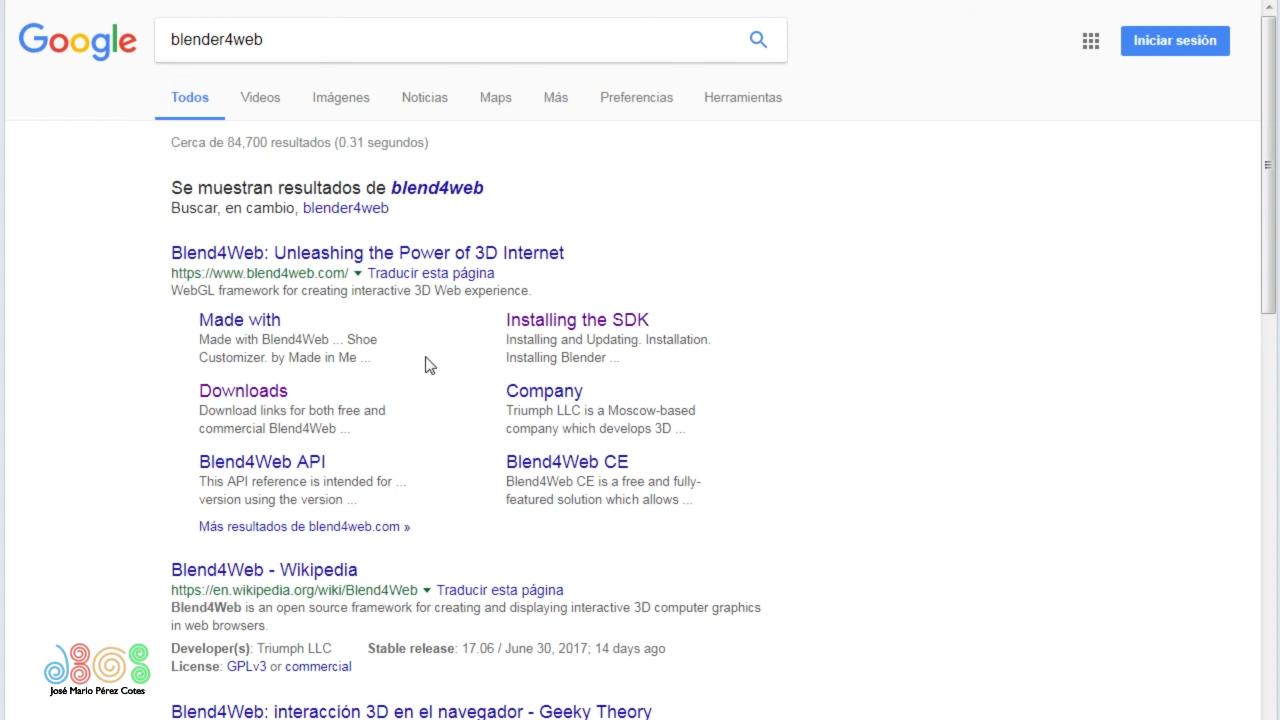 Google
blender4web
Iniciar sesión
Todos Videos Imágenes Noticias Maps Más Preferencias Herramientas
Cerca de 84,700 resultados (0.31 segundos)
Se muestran resultados de blend4web
Buscar, en cambio, blender4web
Blend4Web: Unleashing the Power of 3D Internet
https://www.blend4web.com/ Traducir esta página
WebGL framework for creating interactive 3D Web experience.
Made with
Made with Blend4Web ... Shoe
Customizer. by Made in Me ...
Installing the SDK
Installing and Updating. Installation.
Installing Blender ...
Downloads
Download links for both free and
commercial Blend4Web ...
Company
Triumph LLC is a Moscow-based
company which develops 3D ...
Blend4Web API
This API reference is intended for ...
version using the version ...
Blend4Web CE
Blend4Web CE is a free and fully-
featured solution which allows ...
Más resultados de blend4web.com »
Blend4Web - Wikipedia
https://en.wikipedia.org/wiki/Blend4Web Traducir esta página
Blend4Web is an open source framework for creating and displaying interactive 3D computer graphics
in web browsers.
Developer(s): Triumph LLC Stable release: 17.06 / June 30, 2017; 14 days ago
License: GPLv3 or commercial
José Mario Pérez Cotes
Blend4Web: interacción 3D en el navegador - Geeky Theory